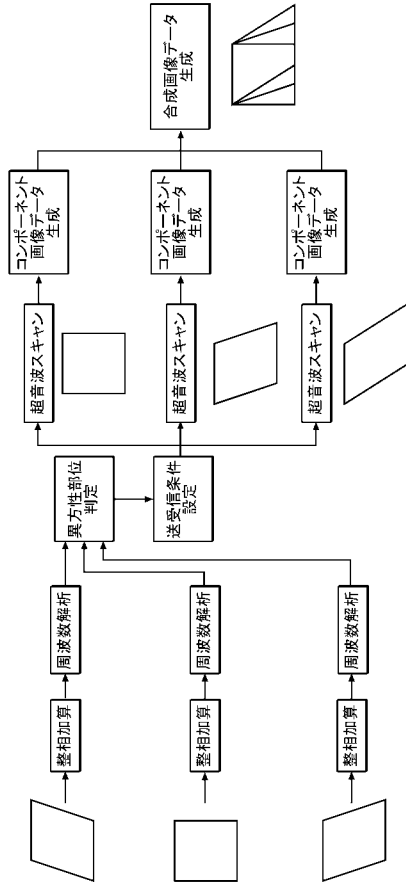 整相加算
周波数解析
整相加算
周波数解析
整相加算
周波数解析
異方性部位
判定
送受信条件
設定
超音波スキャン
コンポーネント
画像データ
生成
超音波スキャン
コンポーネント
画像データ
生成
超音波スキャン
コンポーネント
画像データ
生成
合成画像データ
生成